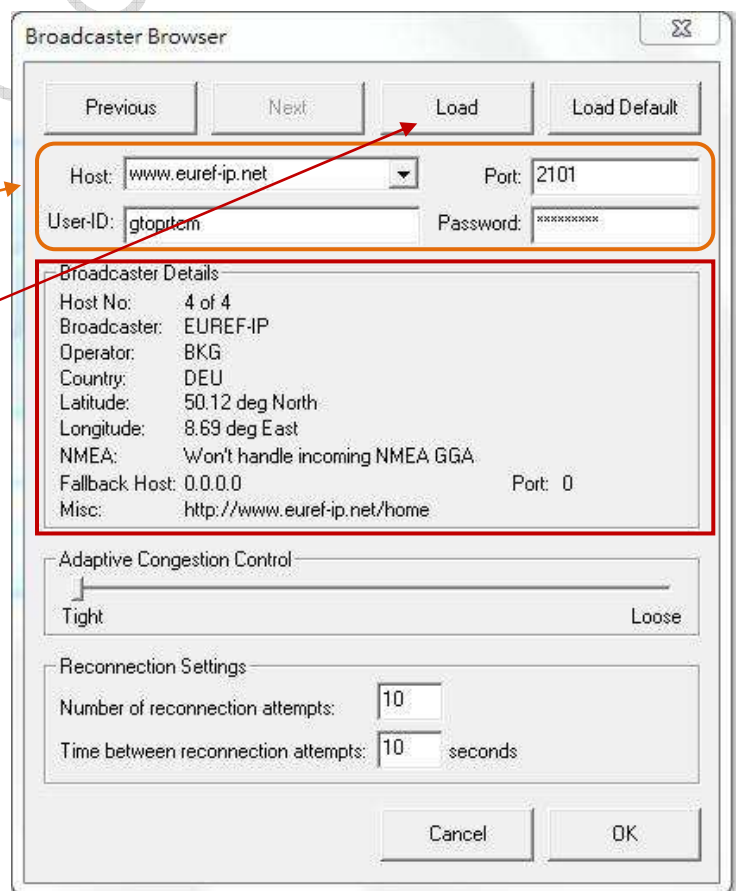 Broadcaster Browser
Previous Next Load Load Default
Host: www.euref-ip.net Port: 2101
User-ID: gtoprtcm Password: *********
Broadcaster Details
Host No: 4 of 4
Broadcaster: EUREF-IP
Operator: BKG
Country: DEU
Latitude: 50.12 deg North
Longitude: 8.69 deg East
NMEA: Won't handle incoming NMEA GGA
Fallback Host: 0.0.0.0 Port: 0
Misc: http://www.euref-ip.net/home
Adaptive Congestion Control
Tight Loose
Reconnection Settings
Number of reconnection attempts: 10
Time between reconnection attempts: 10 seconds
Cancel OK